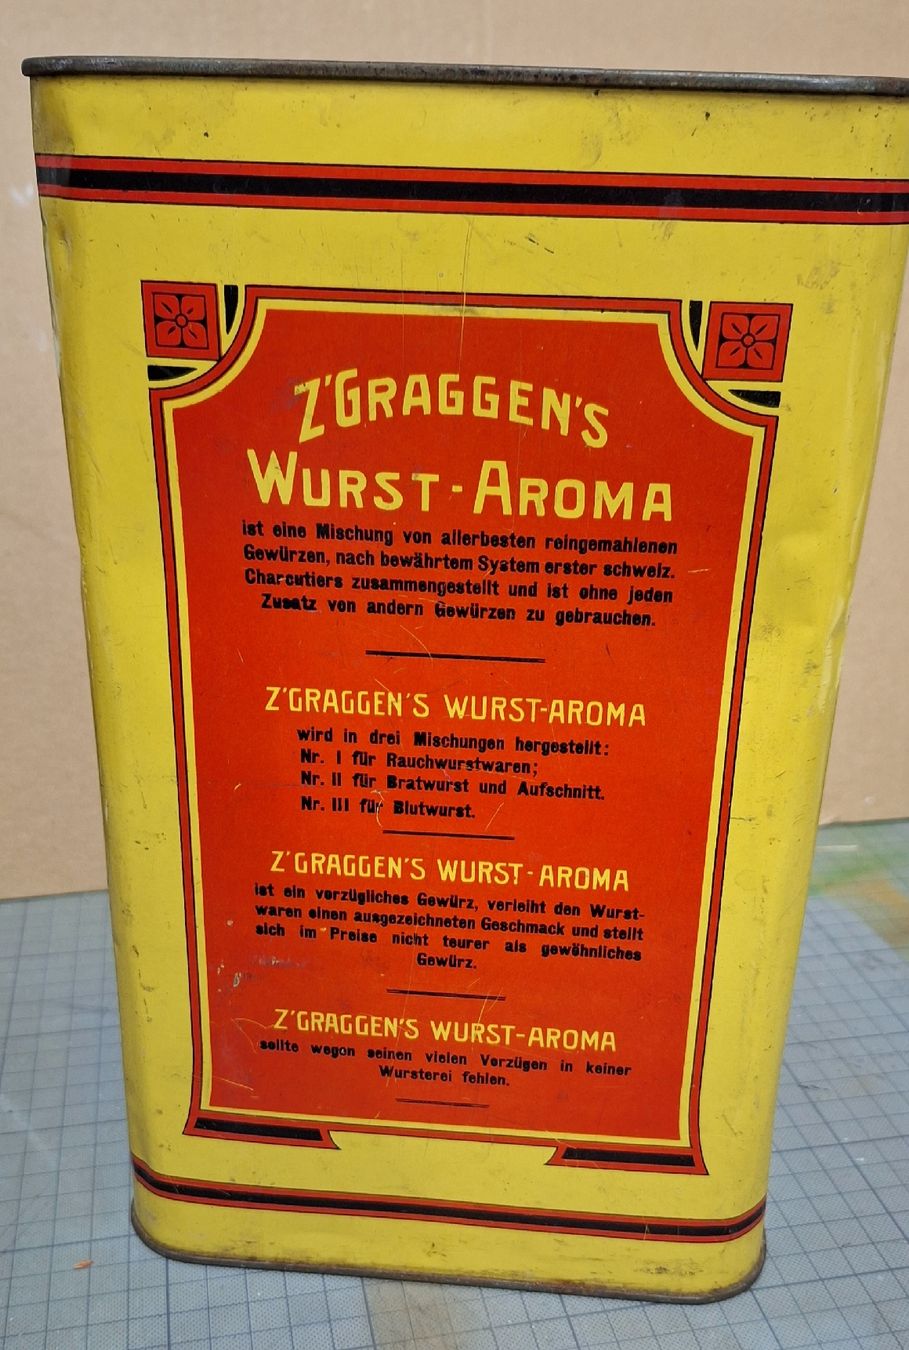 Z'GRAGGEN'S
WURST-AROMA
ist eine Mischung von allerbesten reingemahlenen
Gewürzen, nach bewährtem System erster schweiz.
Charcutiers zusammengestellt und ist ohne jeden
Zusatz von andern Gewürzen zu gebrauchen.
Z'GRAGGEN'S WURST-AROMA
wird in drei Mischungen hergestellt:
Nr. I für Rauchwurstwaren;
Nr. II für Bratwurst und Aufschnitt.
Nr. III für Blutwurst.
Z'GRAGGEN'S WURST-AROMA
ist ein vorzügliches Gewürz, verleiht den Wurst-
waren einen ausgezeichneten Geschmack und stellt
sich im Preise nicht teurer als gewöhnliches
Gewürz.
Z'GRAGGEN'S WURST-AROMA
sollte wegen seinen vielen Vorzügen in keiner
Wursterei fehlen.